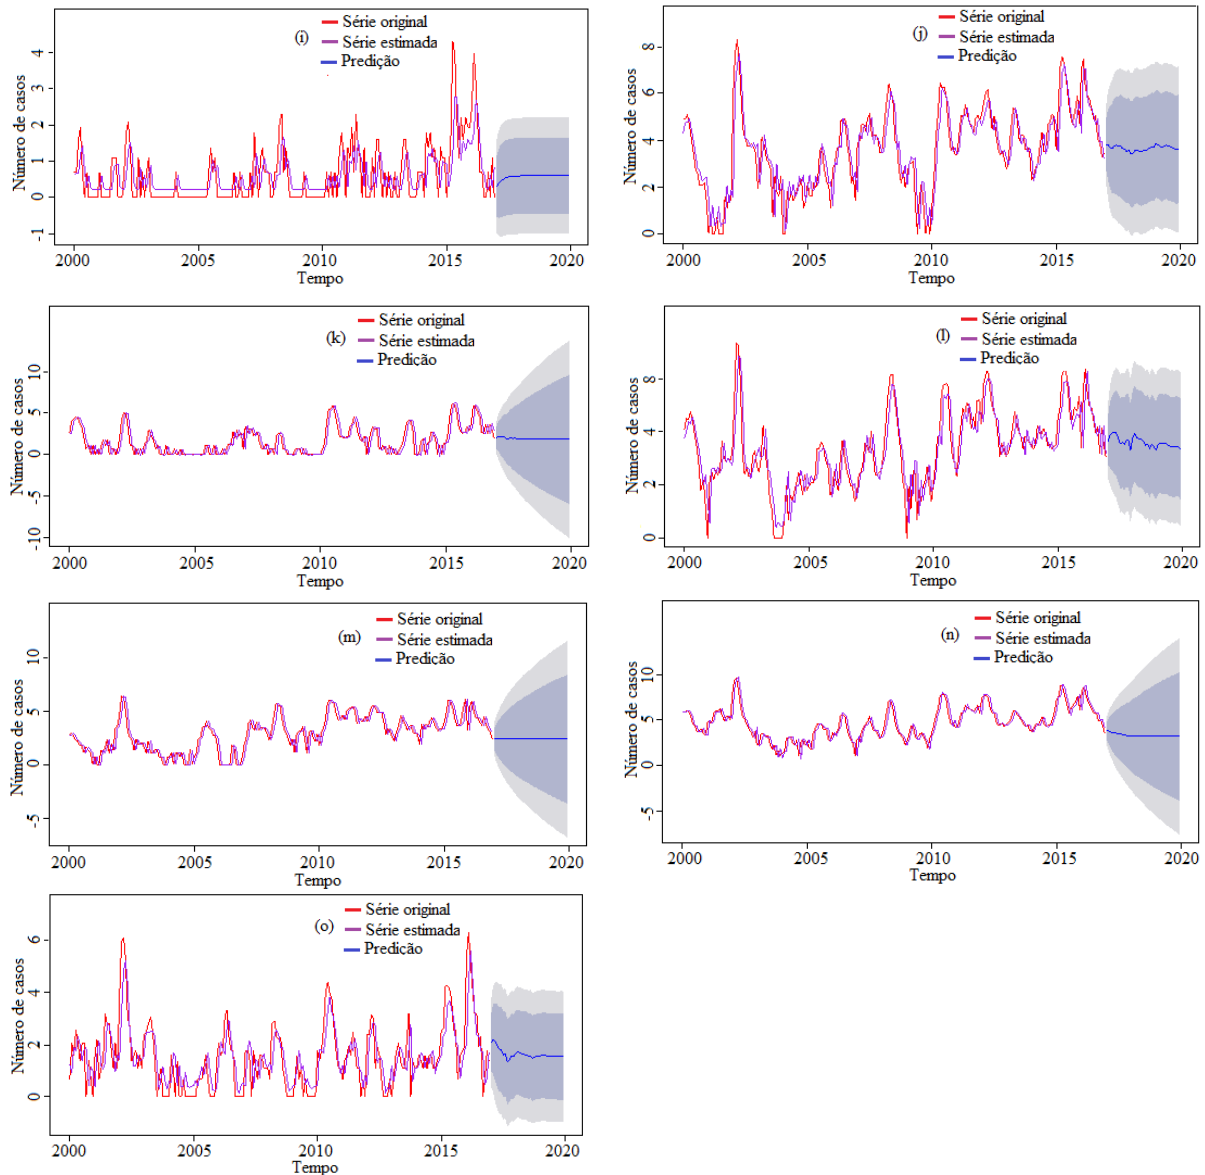 (i)
Série original
Série estimada
Predição
Número de casos
4
3
2
1
0
-1
2000 2005 2010 2015 2020
Tempo
(j)
Série original
Série estimada
Predição
Número de casos
8
6
4
2
0
2000 2005 2010 2015 2020
Tempo
(k)
Série original
Série estimada
Predição
Número de casos
10
5
0
-5
-10
2000 2005 2010 2015 2020
Tempo
(l)
Série original
Série estimada
Predição
Número de casos
8
6
4
2
0
2000 2005 2010 2015 2020
Tempo
(m)
Série original
Série estimada
Predição
Número de casos
10
5
0
-5
2000 2005 2010 2015 2020
Tempo
(n)
Série original
Série estimada
Predição
Número de casos
10
5
0
-5
2000 2005 2010 2015 2020
Tempo
(o)
Série original
Série estimada
Predição
Número de casos
6
4
2
0
2000 2005 2010 2015 2020
Tempo